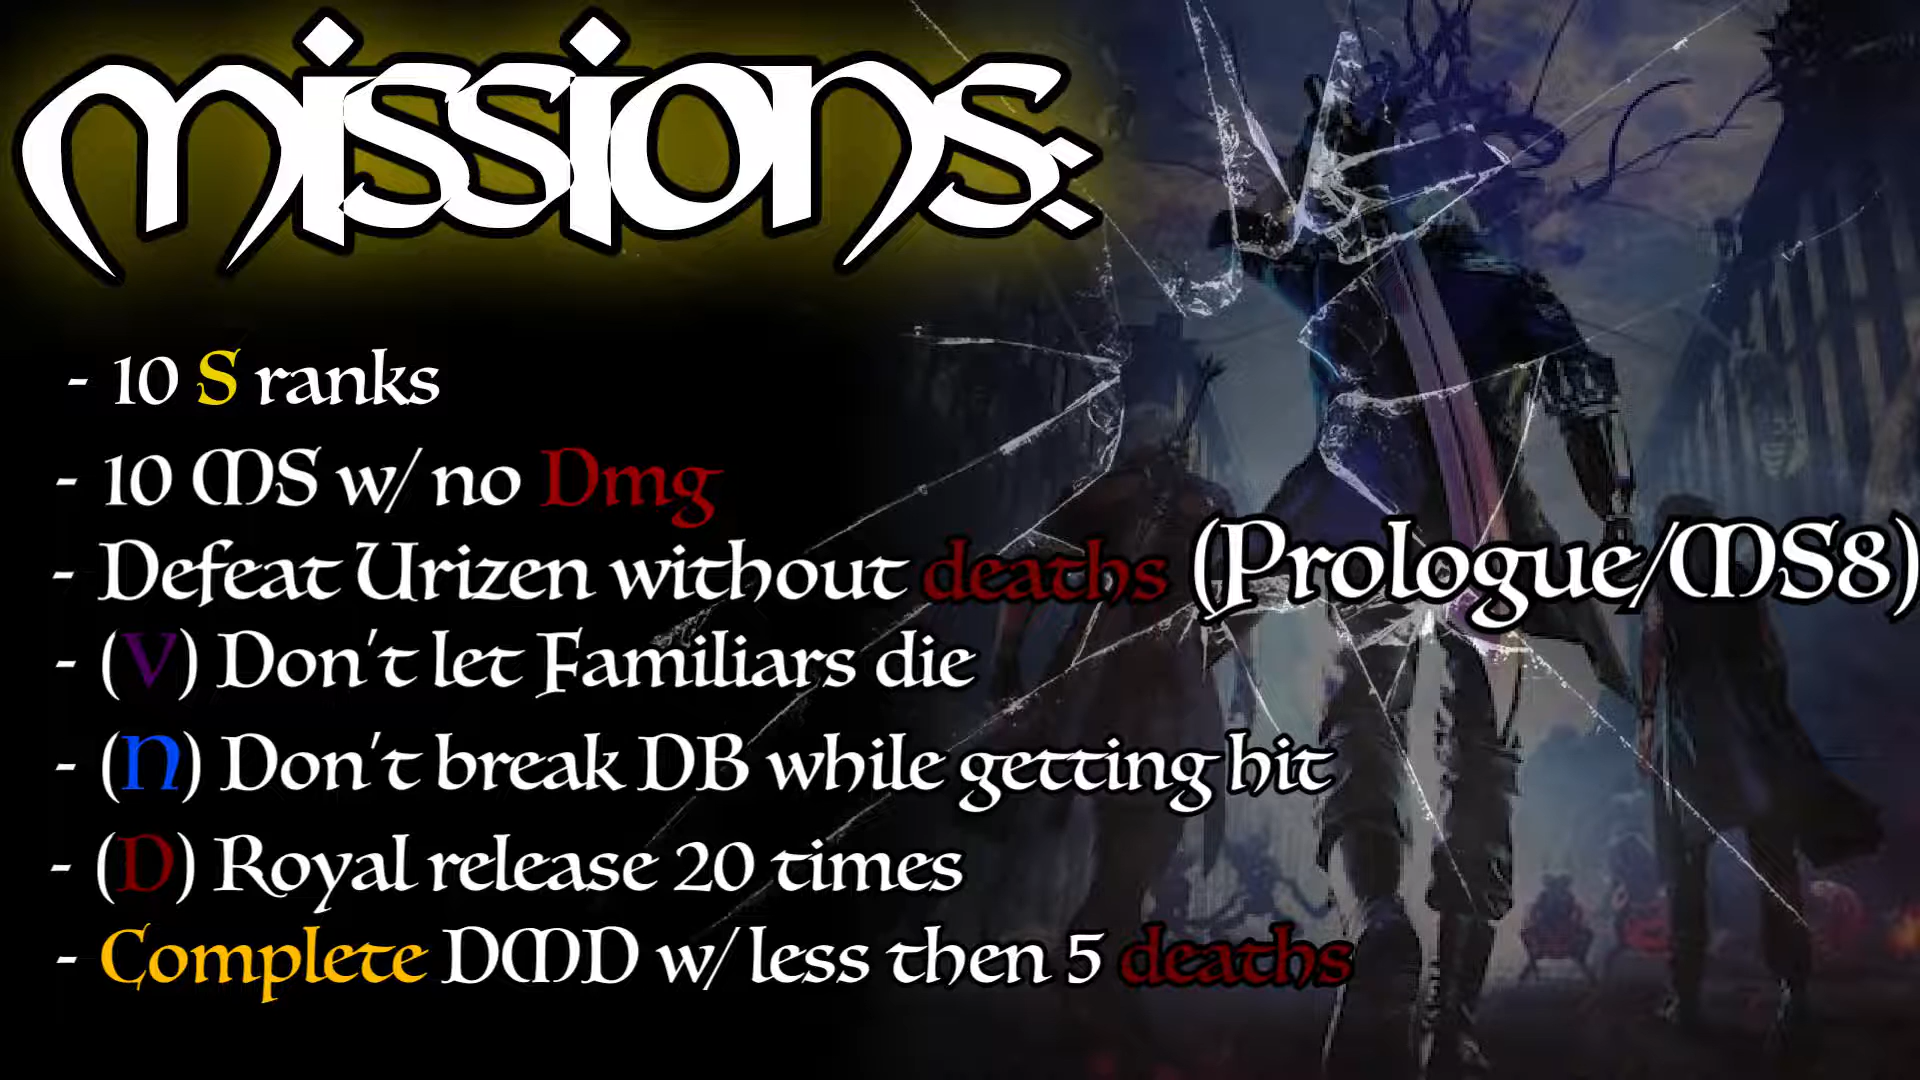 Missions:
- 10 S ranks
- 10 MS w/ no Dmg
- Defeat Urizen without deaths (Prologue/MS8)
- (V) Don't let Familiars die
- (N) Don't break DB while getting hit
- (D) Royal release 20 times
- Complete DMD w/ less then 5 deaths